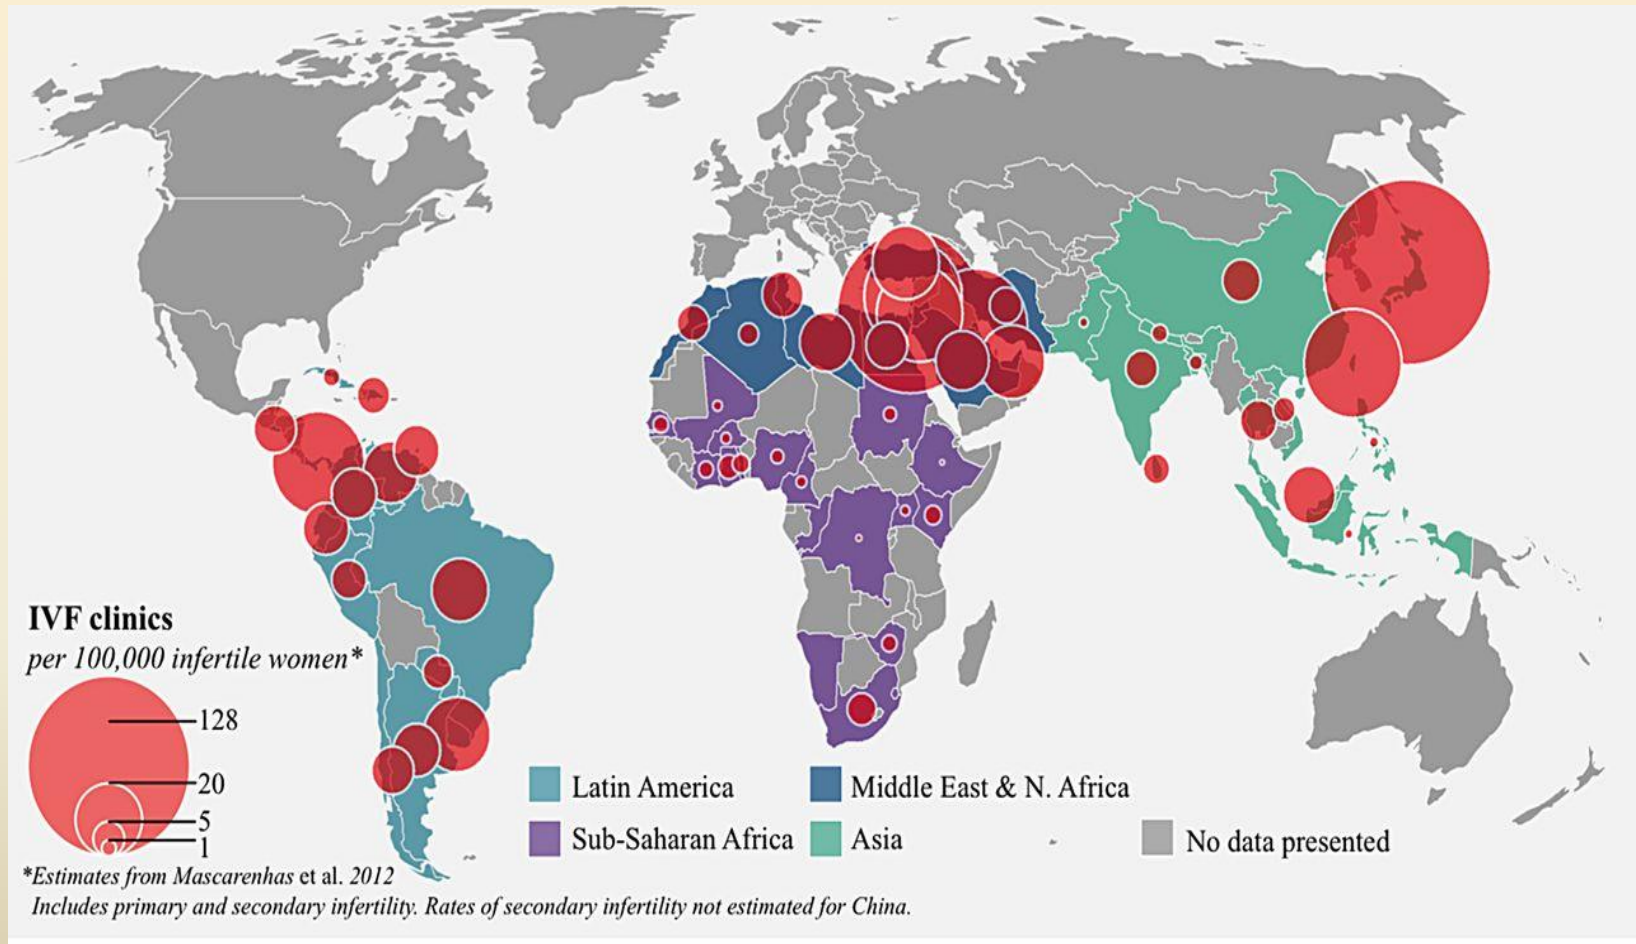 IVF clinics
per 100,000 infertile women*
128
20
5
1
Latin America
Middle East & N. Africa
Sub-Saharan Africa
Asia
No data presented
*Estimates from Mascarenhas et al. 2012
Includes primary and secondary infertility. Rates of secondary infertility not estimated for China.